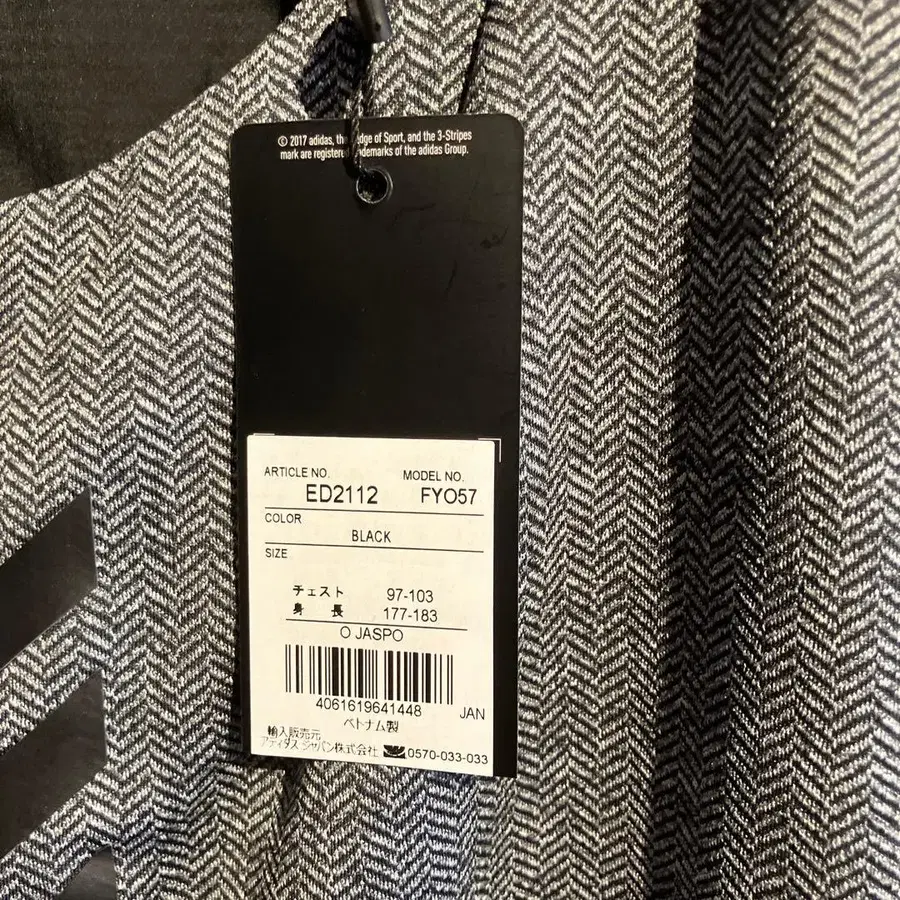 © 2017 adidas, the edge of Sport, and the 3-Stripes
mark are registered demarks of the adidas Group.
ARTICLE NO. MODEL NO.
ED2112 FYO57
COLOR
BLACK
SIZE
チェスト 97-103
身 長 177-183
O JASPO
4061619641448 JAN
ベトナム製
輸入販売元
アディダス ジャパン株式会社 0570-033-033